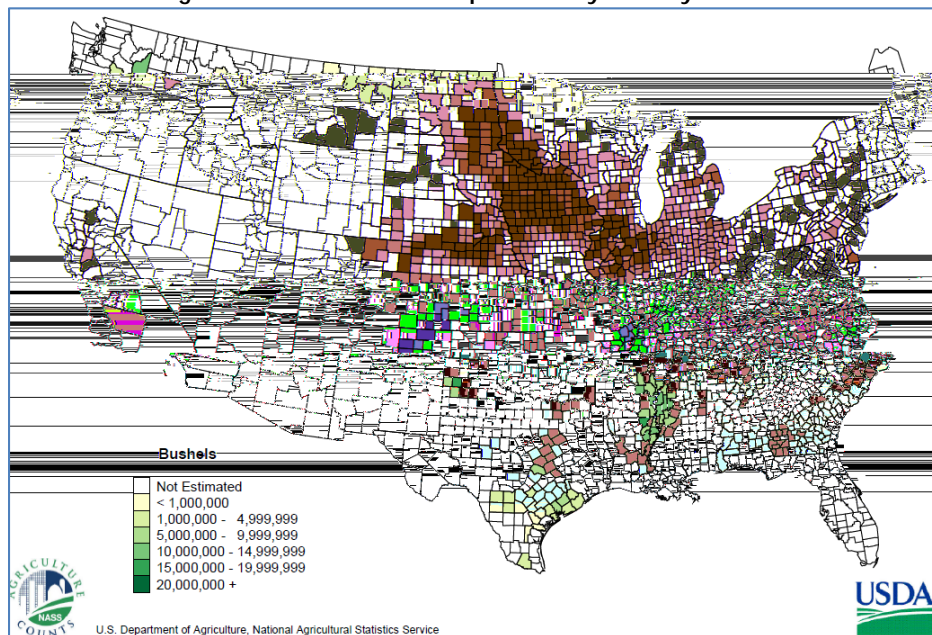 Bushels
Not Estimated
< 1,000,000
1,000,000 - 4,999,999
5,000,000 - 9,999,999
10,000,000 - 14,999,999
15,000,000 - 19,999,999
20,000,000 +
AGRICULTURE
NASS
COUNTS
U.S. Department of Agriculture, National Agricultural Statistics Service
USDA